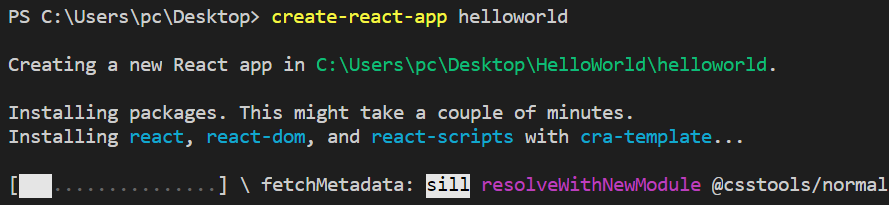 PS C:\Users\pc\Desktop> create-react-app helloworld
Creating a new React app in C:\Users\pc\Desktop\HelloWorld\helloworld.
Installing packages. This might take a couple of minutes.
Installing react, react-dom, and react-scripts with cra-template...
[   ...............] \ fetchMetadata: sill resolveWithNewModule @csstools/normal